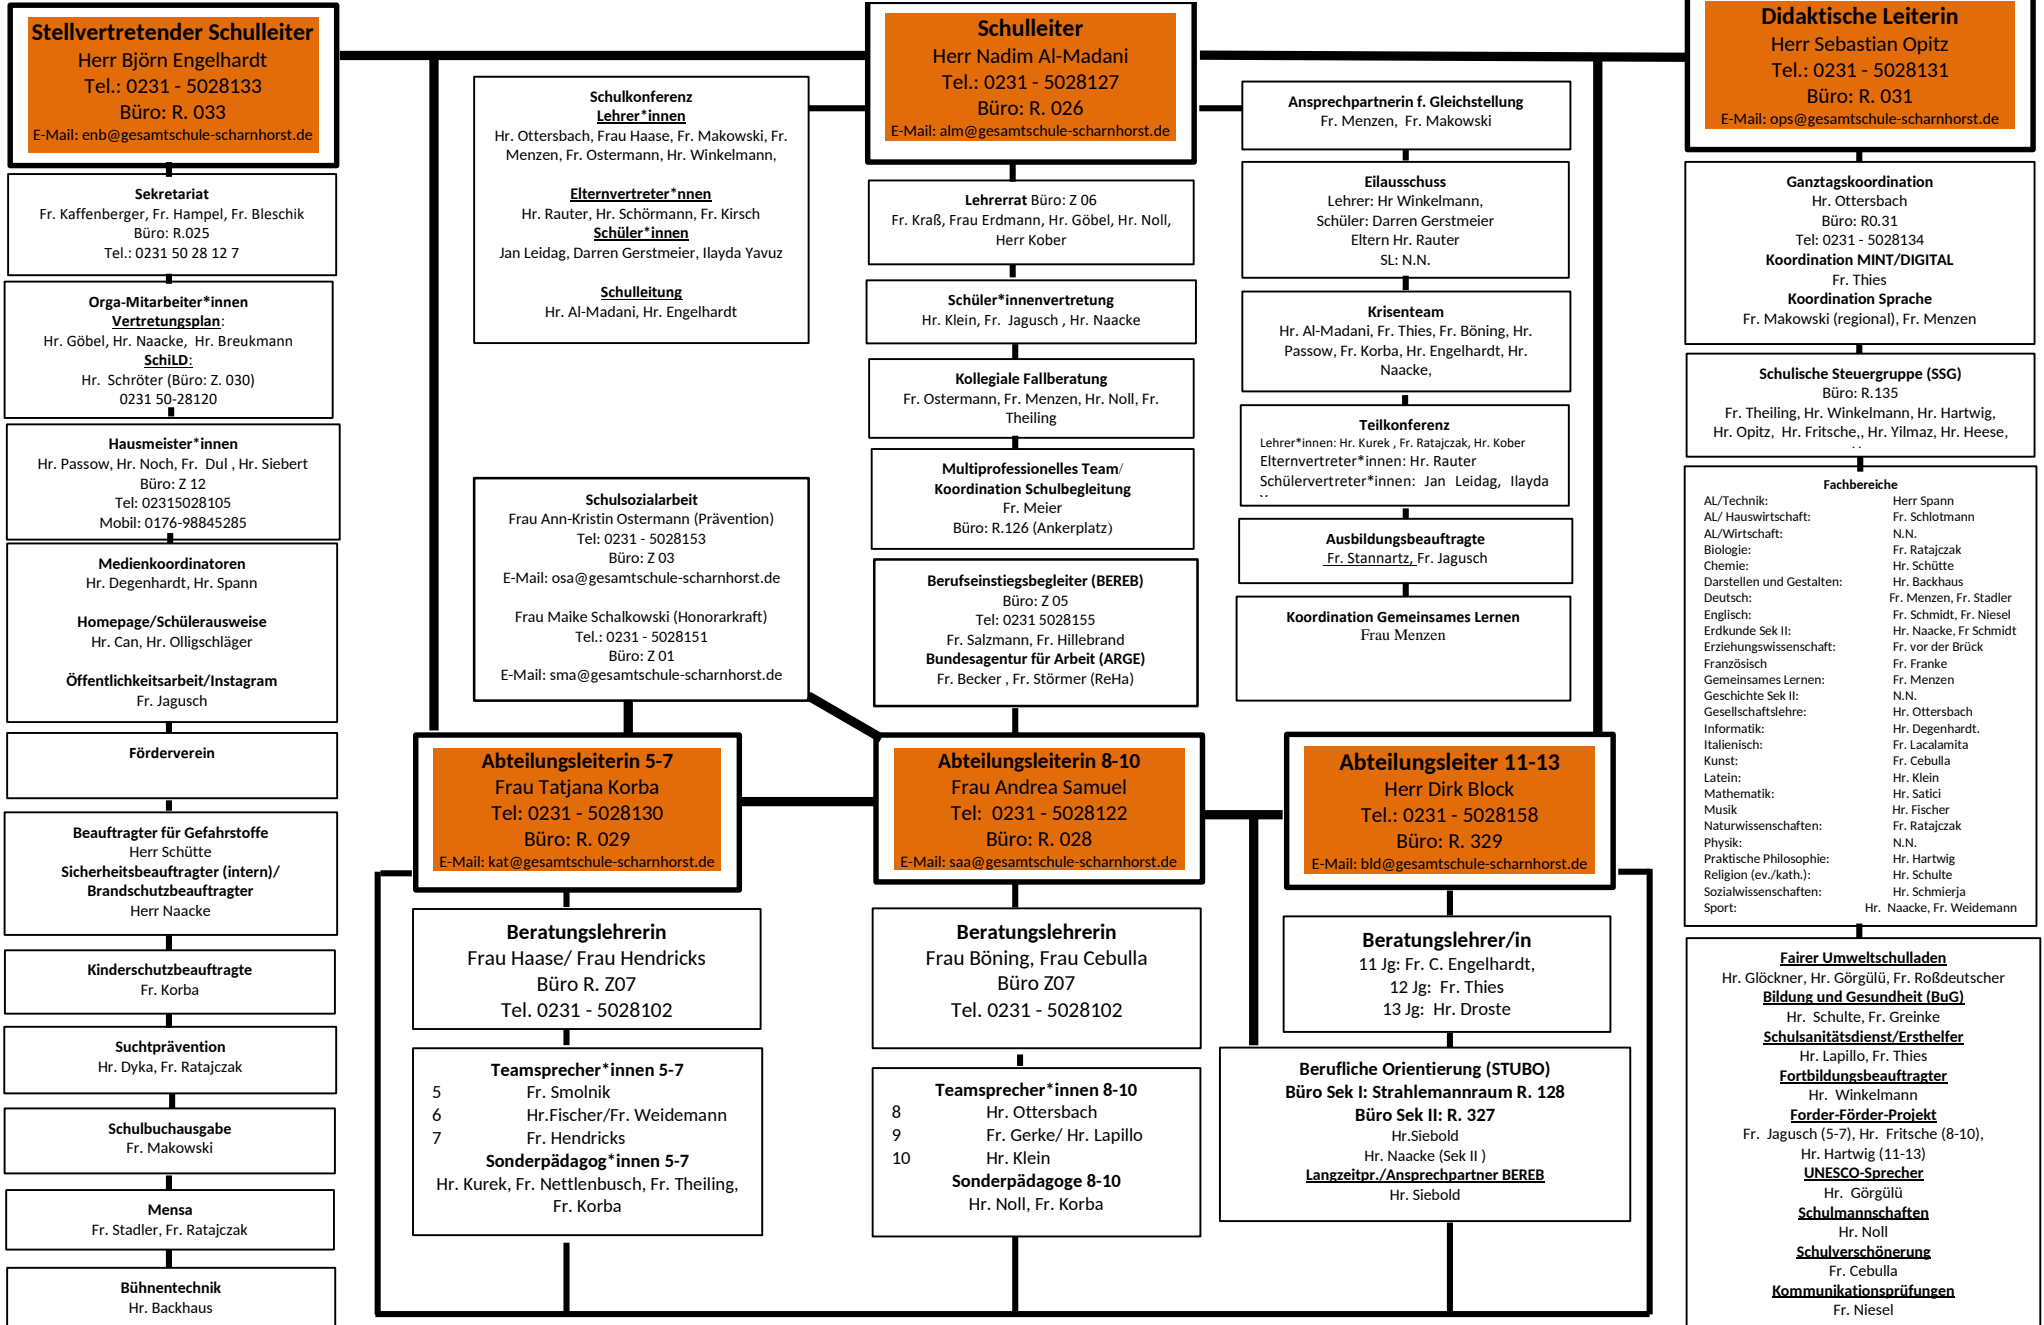 Stellvertretender Schulleiter
Herr Björn Engelhardt
Tel.: 0231 - 5028133
Büro: R. 033
E-Mail: enb@gesamtschule-scharnhorst.de
Schulleiter
Herr Nadim Al-Madani
Tel.: 0231 - 5028127
Büro: R. 026
E-Mail: alm@gesamtschule-scharnhorst.de
Didaktische Leiterin
Herr Sebastian Opitz
Tel.: 0231 - 5028131
Büro: R. 031
E-Mail: ops@gesamtschule-scharnhorst.de
Sekretariat
Fr. Kaffenberger, Fr. Hampel, Fr. Bleschik
Büro: R.025
Tel.: 0231 50 28 12 7
Orga-Mitarbeiter*innen
Vertretungsplan:
Hr. Göbel, Hr. Naacke, Hr. Breukmann
SchiLD:
Hr. Schröter (Büro: Z. 030)
0231 50-28120
Hausmeister*innen
Hr. Passow, Hr. Noch, Fr. Dul , Hr. Siebert
Büro: Z 12
Tel: 02315028105
Mobil: 0176-98845285
Medienkoordinatoren
Hr. Degenhardt, Hr. Spann
Homepage/Schülerausweise
Hr. Can, Hr. Olligschläger
Öffentlichkeitsarbeit/Instagram
Fr. Jagusch
Förderverein
Beauftragter für Gefahrstoffe
Herr Schütte
Sicherheitsbeauftragter (intern)/
Brandschutzbeauftragter
Herr Naacke
Kinderschutzbeauftragte
Fr. Korba
Suchtprävention
Hr. Dyka, Fr. Ratajczak
Schulbuchausgabe
Fr. Makowski
Mensa
Fr. Stadler, Fr. Ratajczak
Bühnentechnik
Hr. Backhaus
Schulkonferenz
Lehrer*innen
Hr. Ottersbach, Frau Haase, Fr. Makowski, Fr.
Menzen, Fr. Ostermann, Hr. Winkelmann,
Elternvertreter*nnen
Hr. Rauter, Hr. Schörmann, Fr. Kirsch
Schüler*innen
Jan Leidag, Darren Gerstmeier, Ilayda Yavuz
Schulleitung
Hr. Al-Madani, Hr. Engelhardt
Schulsozialarbeit
Frau Ann-Kristin Ostermann (Prävention)
Tel: 0231 - 5028153
Büro: Z 03
E-Mail: osa@gesamtschule-scharnhorst.de
Frau Maike Schalkowski (Honorarkraft)
Tel.: 0231 - 5028151
Büro: Z 01
E-Mail: sma@gesamtschule-scharnhorst.de
Lehrerrat Büro: Z 06
Fr. Kraß, Frau Erdmann, Hr. Göbel, Hr. Noll,
Herr Kober
Schüler*innenvertretung
Hr. Klein, Fr. Jagusch , Hr. Naacke
Kollegiale Fallberatung
Fr. Ostermann, Fr. Menzen, Hr. Noll, Fr.
Theiling
Multiprofessionelles Team/
Koordination Schulbegleitung
Fr. Meier
Büro: R.126 (Ankerplatz)
Berufseinstiegsbegleiter (BEREB)
Büro: Z 05
Tel: 0231 5028155
Fr. Salzmann, Fr. Hillebrand
Bundesagentur für Arbeit (ARGE)
Fr. Becker , Fr. Störmer (ReHa)
Ansprechpartnerin f. Gleichstellung
Fr. Menzen, Fr. Makowski
Eilausschuss
Lehrer: Hr Winkelmann,
Schüler: Darren Gerstmeier
Eltern Hr. Rauter
SL: N.N.
Krisenteam
Hr. Al-Madani, Fr. Thies, Fr. Böning, Hr.
Passow, Fr. Korba, Hr. Engelhardt, Hr.
Naacke,
Teilkonferenz
Lehrer*innen: Hr. Kurek , Fr. Ratajczak, Hr. Kober
Elternvertreter*innen: Hr. Rauter
Schülervertreter*innen: Jan Leidag, Ilayda
Ausbildungsbeauftragte
Fr. Stannartz, Fr. Jagusch
Koordination Gemeinsames Lernen
Frau Menzen
Ganztagskoordination
Hr. Ottersbach
Büro: R0.31
Tel: 0231 - 5028134
Koordination MINT/DIGITAL
Fr. Thies
Koordination Sprache
Fr. Makowski (regional), Fr. Menzen
Schulische Steuergruppe (SSG)
Büro: R.135
Fr. Theiling, Hr. Winkelmann, Hr. Hartwig,
Hr. Opitz, Hr. Fritsche,, Hr. Yilmaz, Hr. Heese,
Fachbereiche
AL/Technik: Herr Spann
AL/ Hauswirtschaft: Fr. Schlotmann
AL/Wirtschaft: N.N.
Biologie: Fr. Ratajczak
Chemie: Hr. Schütte
Darstellen und Gestalten: Hr. Backhaus
Deutsch: Fr. Menzen, Fr. Stadler
Englisch: Fr. Schmidt, Fr. Niesel
Erdkunde Sek II: Hr. Naacke, Fr Schmidt
Erziehungswissenschaft: Fr. vor der Brück
Französisch Fr. Franke
Gemeinsames Lernen: Fr. Menzen
Geschichte Sek II: N.N.
Gesellschaftslehre: Hr. Ottersbach
Informatik: Hr. Degenhardt.
Italienisch: Fr. Lacalamita
Kunst: Fr. Cebulla
Latein: Hr. Klein
Mathematik: Hr. Satici
Musik Hr. Fischer
Naturwissenschaften: Fr. Ratajczak
Physik: N.N.
Praktische Philosophie: Hr. Hartwig
Religion (ev./kath.): Hr. Schulte
Sozialwissenschaften: Hr. Schmierja
Sport: Hr. Naacke, Fr. Weidemann
Fairer Umweltschulladen
Hr. Glöckner, Hr. Görgülü, Fr. Roßdeutscher
Bildung und Gesundheit (BuG)
Hr. Schulte, Fr. Greinke
Schulsanitätsdienst/Ersthelfer
Hr. Lapillo, Fr. Thies
Fortbildungsbeauftragter
Hr. Winkelmann
Forder-Förder-Projekt
Fr. Jagusch (5-7), Hr. Fritsche (8-10),
Hr. Hartwig (11-13)
UNESCO-Sprecher
Hr. Görgülü
Schulmannschaften
Hr. Noll
Schulverschönerung
Fr. Cebulla
Kommunikationsprüfungen
Fr. Niesel
Abteilungsleiterin 5-7
Frau Tatjana Korba
Tel: 0231 - 5028130
Büro: R. 029
E-Mail: kat@gesamtschule-scharnhorst.de
Abteilungsleiterin 8-10
Frau Andrea Samuel
Tel: 0231 - 5028122
Büro: R. 028
E-Mail: saa@gesamtschule-scharnhorst.de
Abteilungsleiter 11-13
Herr Dirk Block
Tel.: 0231 - 5028158
Büro: R. 329
E-Mail: bld@gesamtschule-scharnhorst.de
Beratungslehrerin
Frau Haase/ Frau Hendricks
Büro R. Z07
Tel. 0231 - 5028102
Teamsprecher*innen 5-7
5 Fr. Smolnik
6 Hr.Fischer/Fr. Weidemann
7 Fr. Hendricks
Sonderpädagog*innen 5-7
Hr. Kurek, Fr. Nettlenbusch, Fr. Theiling,
Fr. Korba
Beratungslehrerin
Frau Böning, Frau Cebulla
Büro Z07
Tel. 0231 - 5028102
Teamsprecher*innen 8-10
8 Hr. Ottersbach
9 Fr. Gerke/ Hr. Lapillo
10 Hr. Klein
Sonderpädagoge 8-10
Hr. Noll, Fr. Korba
Beratungslehrer/in
11 Jg: Fr. C. Engelhardt,
12 Jg: Fr. Thies
13 Jg: Hr. Droste
Berufliche Orientierung (STUBO)
Büro Sek I: Strahlemannraum R. 128
Büro Sek II: R. 327
Hr.Siebold
Hr. Naacke (Sek II )
Langzeitpr./Ansprechpartner BEREB
Hr. Siebold